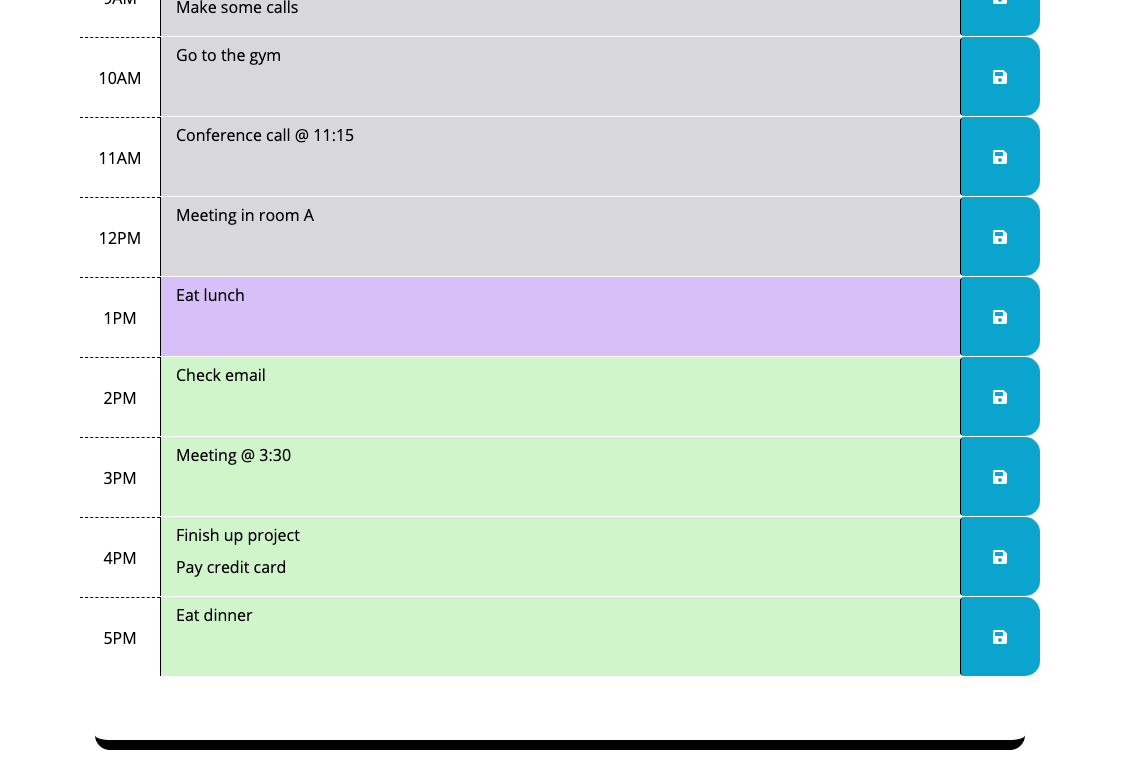 9AM
Make some calls
10AM
Go to the gym
11AM
Conference call @ 11:15
12PM
Meeting in room A
1PM
Eat lunch
2PM
Check email
3PM
Meeting @ 3:30
4PM
Finish up project
Pay credit card
5PM
Eat dinner